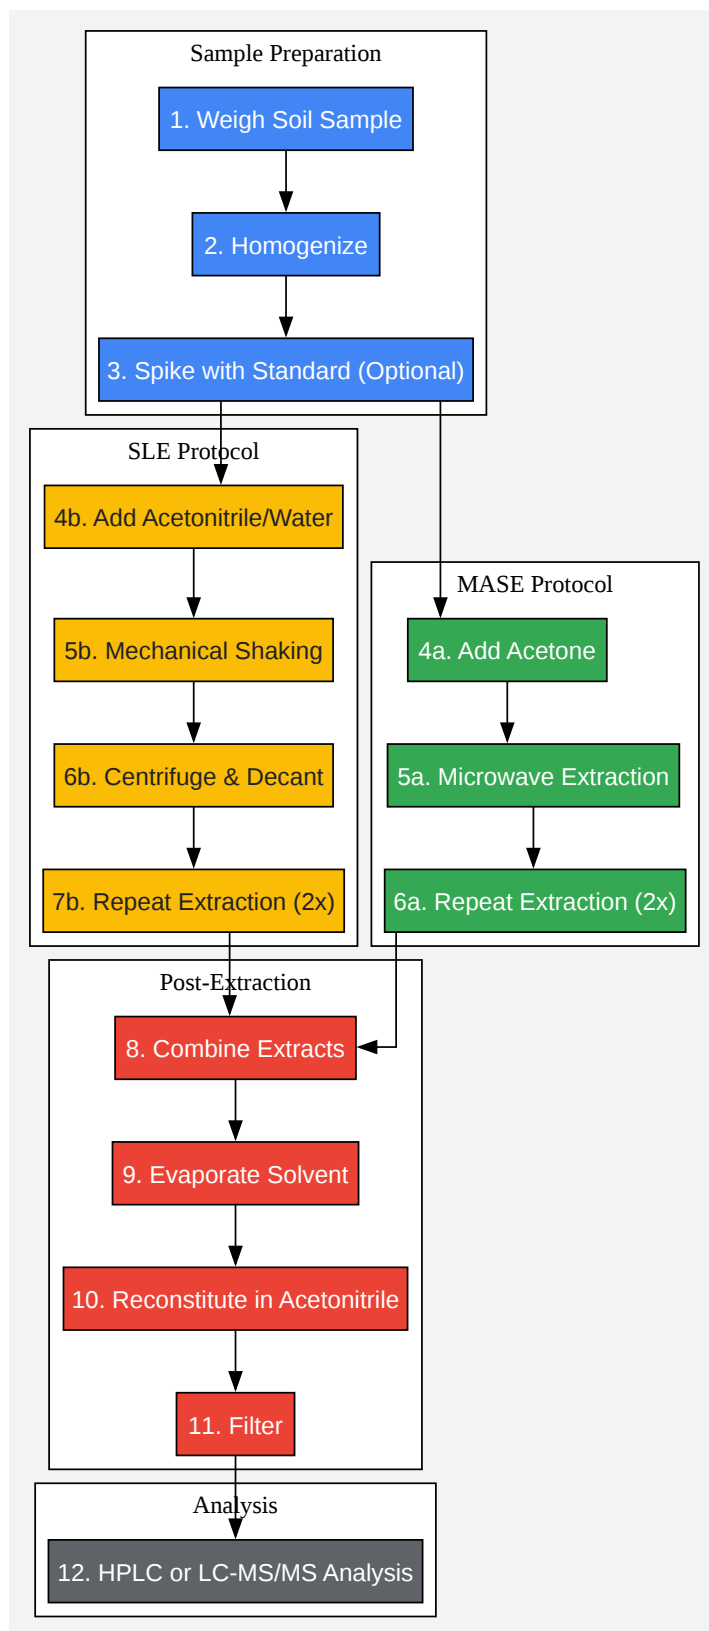 Sample Preparation
1. Weigh Soil Sample
2. Homogenize
3. Spike with Standard (Optional)
SLE Protocol
4b. Add Acetonitrile/Water
5b. Mechanical Shaking
6b. Centrifuge & Decant
7b. Repeat Extraction (2x)
MASE Protocol
4a. Add Acetone
5a. Microwave Extraction
6a. Repeat Extraction (2x)
Post-Extraction
8. Combine Extracts
9. Evaporate Solvent
10. Reconstitute in Acetonitrile
11. Filter
Analysis
12. HPLC or LC-MS/MS Analysis